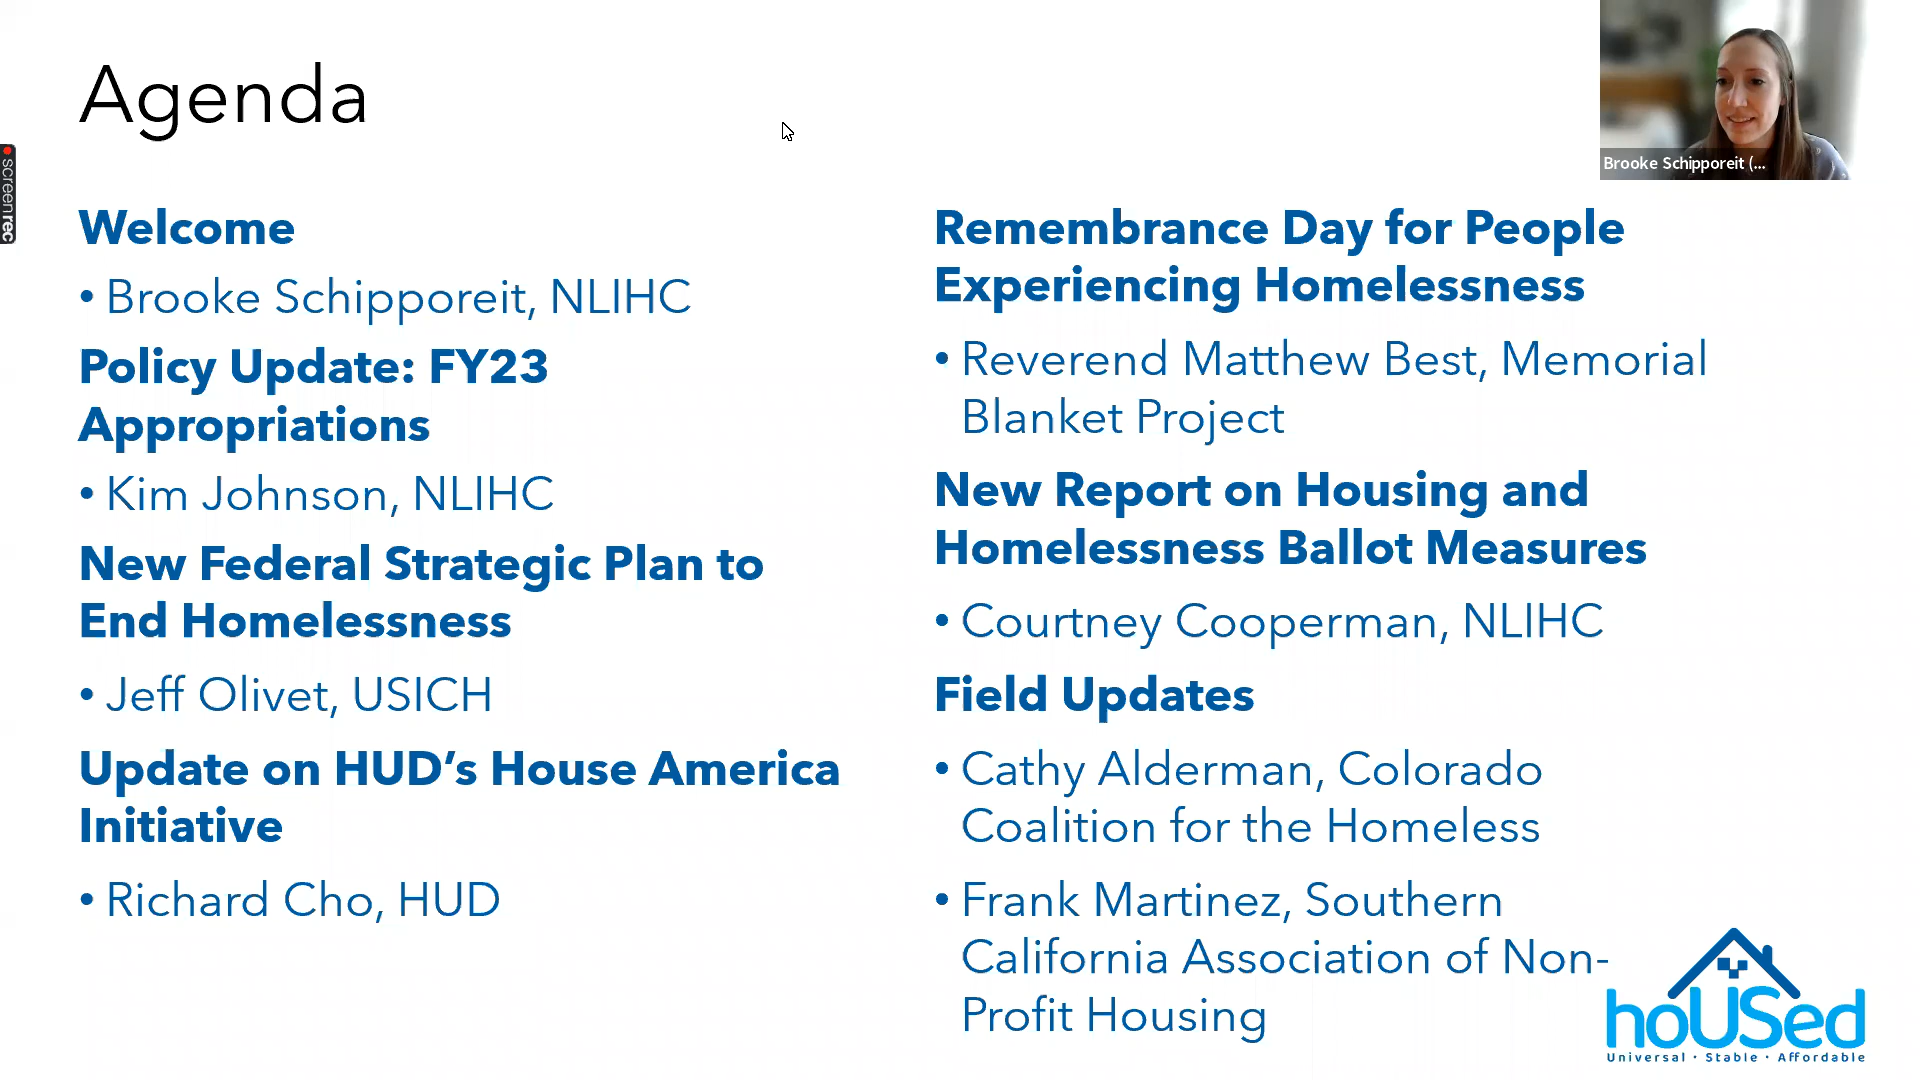 Agenda
Brooke Schipporeit (...
screenrec
Welcome
• Brooke Schipporeit, NLIHC
Policy Update: FY23
Appropriations
• Kim Johnson, NLIHC
New Federal Strategic Plan to
End Homelessness
• Jeff Olivet, USICH
Update on HUD’s House America
Initiative
• Richard Cho, HUD
Remembrance Day for People
Experiencing Homelessness
• Reverend Matthew Best, Memorial
Blanket Project
New Report on Housing and
Homelessness Ballot Measures
• Courtney Cooperman, NLIHC
Field Updates
• Cathy Alderman, Colorado
Coalition for the Homeless
• Frank Martinez, Southern
California Association of Non-
Profit Housing
hoUSed
Universal • Stable • Affordable